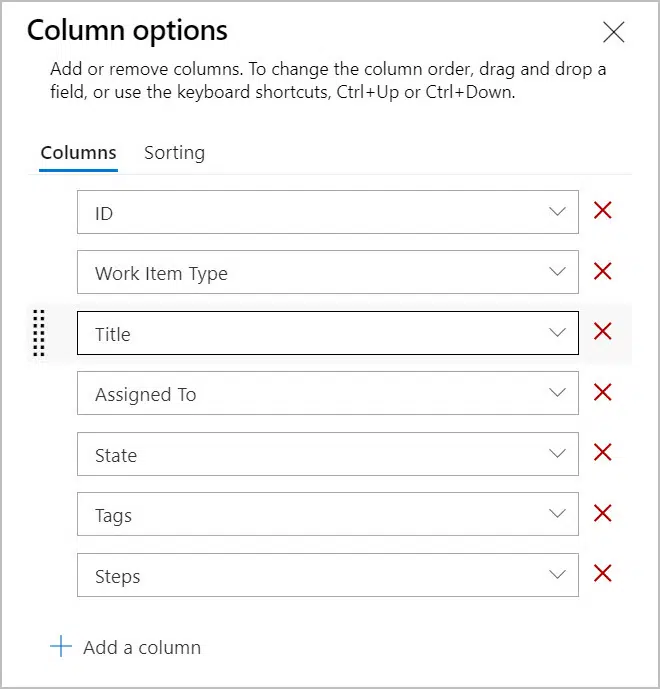 Column options
Add or remove columns. To change the column order, drag and drop a
field, or use the keyboard shortcuts, Ctrl+Up or Ctrl+Down.
Columns Sorting
ID
Work Item Type
Title
Assigned To
State
Tags
Steps
Add a column